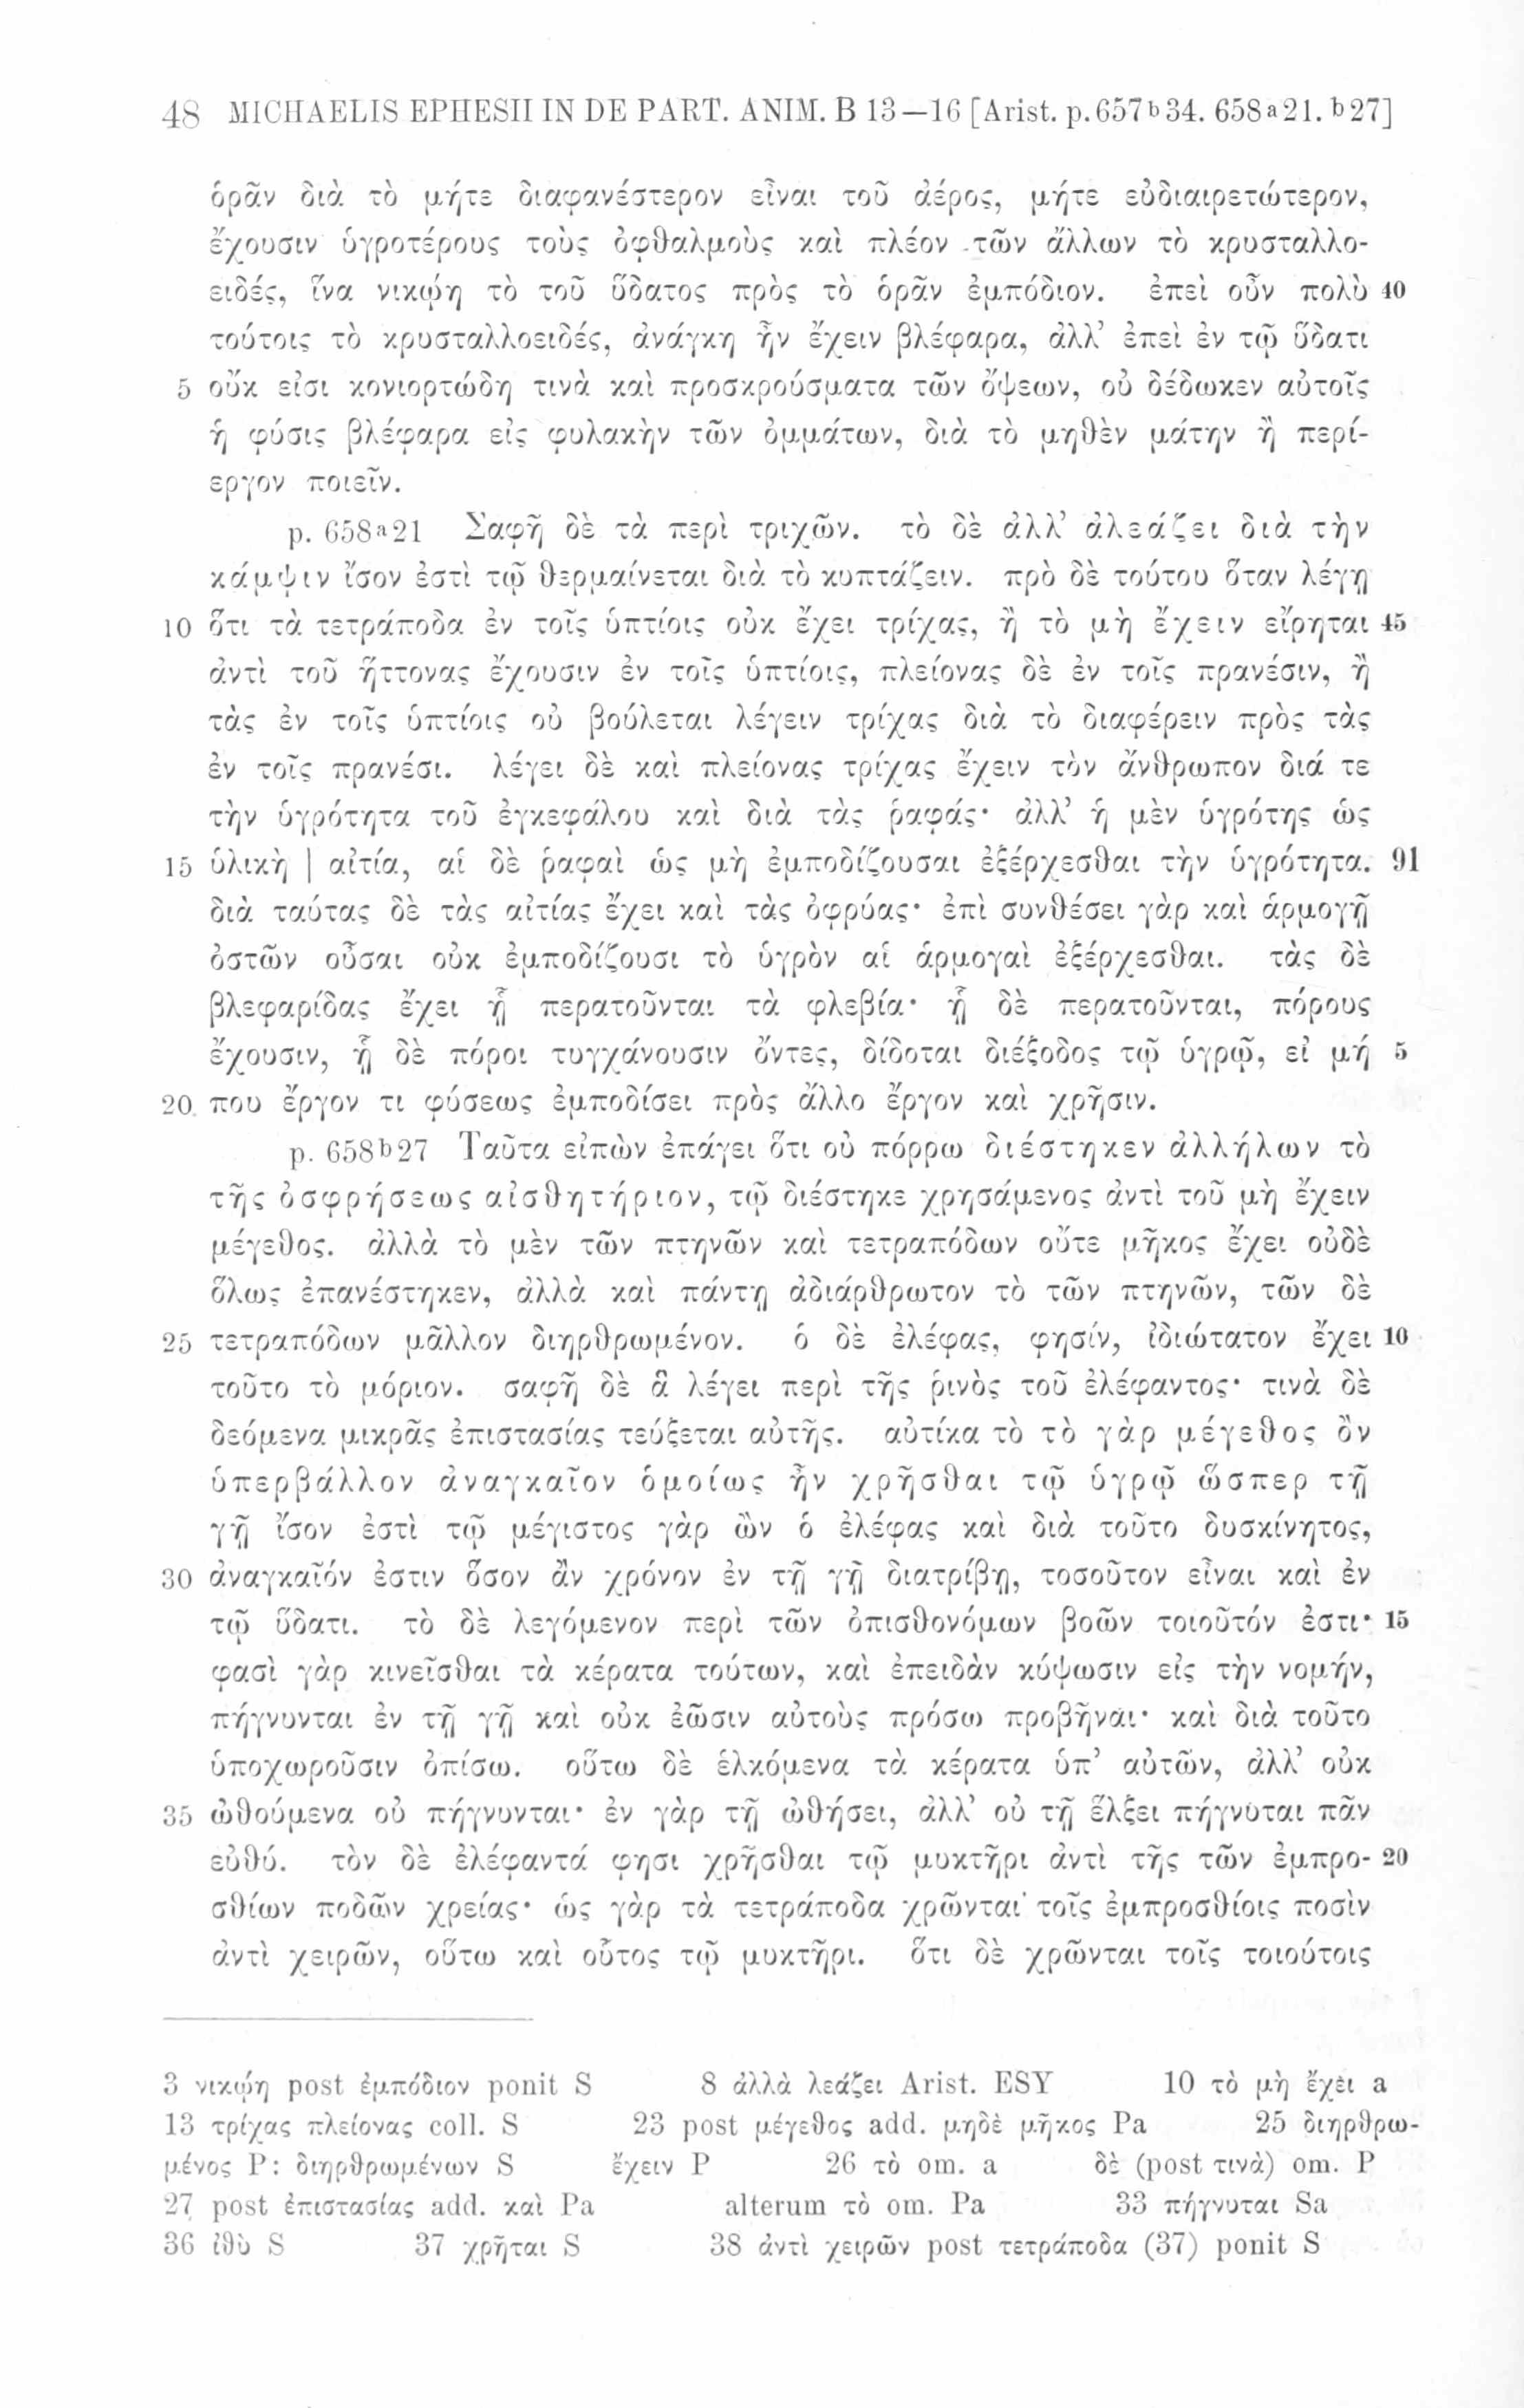 48 MICHAELIS EPHESII IN DE PART. ANIM. B 13—16 [Arist. p. 657ᵇ34. 658ᵃ21. ᵇ27]
ὁρᾶν διὰ τὸ μήτε διαφανέστερον εἶναι τοῦ ἀέρος, μήτε εὐδιαιρετώτερον,
ἔχουσιν ὑγροτέρους τοὺς ὀφθαλμοὺς καὶ πλέον τῶν ἄλλων τὸ κρυσταλλο-
ειδές, ἵνα νικῴη τὸ τοῦ ὕδατος πρὸς τὸ ὁρᾶν ἐμπόδιον. ἐπεὶ οὖν πολὺ 40
τούτοις τὸ κρυσταλλοειδές, ἀνάγκη ἦν ἔχειν βλέφαρα, ἀλλ’ ἐπεὶ ἐν τῷ ὕδατι
5 οὔκ εἰσι κονιορτώδη τινὰ καὶ προσκρούσματα τῶν ὄψεων, οὐ δέδωκεν αὐτοῖς
ἡ φύσις βλέφαρα εἰς φυλακὴν τῶν ὀμμάτων, διὰ τὸ μηθὲν μάτην ἢ περί-
εργον ποιεῖν.
p. 658ᵃ21 Σαφῆ δὲ τὰ περὶ τριχῶν. τὸ δὲ ἀλλ’ ἀλεάζει διὰ τὴν
κάμψιν ἴσον ἐστὶ τῷ θερμαίνεται διὰ τὸ κυπτάζειν. πρὸ δὲ τούτου ὅταν λέγῃ
10 ὅτι τὰ τετράποδα ἐν τοῖς ὑπτίοις οὐκ ἔχει τρίχας, ἢ τὸ μὴ ἔχειν εἴρηται 45
ἀντὶ τοῦ ἥττονας ἔχουσιν ἐν τοῖς ὑπτίοις, πλείονας δὲ ἐν τοῖς πρανέσιν, ἢ
τὰς ἐν τοῖς ὑπτίοις οὐ βούλεται λέγειν τρίχας διὰ τὸ διαφέρειν πρὸς τὰς
ἐν τοῖς πρανέσι. λέγει δὲ καὶ πλείονας τρίχας ἔχειν τὸν ἄνθρωπον διά τε
τὴν ὑγρότητα τοῦ ἐγκεφάλου καὶ διὰ τὰς ῥαφάς· ἀλλ’ ἡ μὲν ὑγρότης ὡς
15 ὑλικὴ | αἰτία, αἱ δὲ ῥαφαὶ ὡς μὴ ἐμποδίζουσαι ἐξέρχεσθαι τὴν ὑγρότητα. 91
διὰ ταύτας δὲ τὰς αἰτίας ἔχει καὶ τὰς ὀφρύας· ἐπὶ συνθέσει γὰρ καὶ ἁρμογῇ
ὀστῶν οὖσαι οὐκ ἐμποδίζουσι τὸ ὑγρὸν αἱ ἁρμογαὶ ἐξέρχεσθαι. τὰς δὲ
βλεφαρίδας ἔχει ᾗ περατοῦνται τὰ φλεβία· ᾗ δὲ περατοῦνται, πόρους
ἔχουσιν, ᾗ δὲ πόροι τυγχάνουσιν ὄντες, δίδοται διέξοδος τῷ ὑγρῷ, εἰ μή 5
20 που ἔργον τι φύσεως ἐμποδίσει πρὸς ἄλλο ἔργον καὶ χρῆσιν.
p. 658ᵇ27 Ταῦτα εἰπὼν ἐπάγει ὅτι οὐ πόρρω διέστηκεν ἀλλήλων τὸ
τῆς ὀσφρήσεως αἰσθητήριον, τῷ διέστηκε χρησάμενος ἀντὶ τοῦ μὴ ἔχειν
μέγεθος. ἀλλὰ τὸ μὲν τῶν πτηνῶν καὶ τετραπόδων οὔτε μῆκος ἔχει οὐδὲ
ὅλως ἐπανέστηκεν, ἀλλὰ καὶ πάντῃ ἀδιάρθρωτον τὸ τῶν πτηνῶν, τῶν δὲ
25 τετραπόδων μᾶλλον διηρθρωμένον. ὁ δὲ ἐλέφας, φησίν, ἰδιώτατον ἔχει 10
τοῦτο τὸ μόριον. σαφῆ δὲ ἃ λέγει περὶ τῆς ῥινὸς τοῦ ἐλέφαντος· τινὰ δὲ
δεόμενα μικρᾶς ἐπιστασίας τεύξεται αὐτῆς. αὐτίκα τὸ τὸ γὰρ μέγεθος ὂν
ὑπερβάλλον ἀναγκαῖον ὁμοίως ἦν χρῆσθαι τῷ ὑγρῷ ὥσπερ τῇ
γῇ ἴσον ἐστὶ τῷ μέγιστος γὰρ ὢν ὁ ἐλέφας καὶ διὰ τοῦτο δυσκίνητος,
30 ἀναγκαῖόν ἐστιν ὅσον ἂν χρόνον ἐν τῇ γῇ διατρίβῃ, τοσοῦτον εἶναι καὶ ἐν
τῷ ὕδατι. τὸ δὲ λεγόμενον περὶ τῶν ὀπισθονόμων βοῶν τοιοῦτόν ἐστι· 15
φασὶ γὰρ κινεῖσθαι τὰ κέρατα τούτων, καὶ ἐπειδὰν κύψωσιν εἰς τὴν νομήν,
πήγνυνται ἐν τῇ γῇ καὶ οὐκ ἐῶσιν αὐτοὺς πρόσω προβῆναι· καὶ διὰ τοῦτο
ὑποχωροῦσιν ὀπίσω. οὕτω δὲ ἑλκόμενα τὰ κέρατα ὑπ’ αὐτῶν, ἀλλ’ οὐκ
35 ὠθούμενα οὐ πήγνυνται· ἐν γὰρ τῇ ὠθήσει, ἀλλ’ οὐ τῇ ἕλξει πήγνυται πᾶν
εὐθύ. τὸν δὲ ἐλέφαντά φησι χρῆσθαι τῷ μυκτῆρι ἀντὶ τῆς τῶν ἐμπρο- 20
σθίων ποδῶν χρείας· ὡς γὰρ τὰ τετράποδα χρῶνται τοῖς ἐμπροσθίοις ποσὶν
ἀντὶ χειρῶν, οὕτω καὶ οὗτος τῷ μυκτῆρι. ὅτι δὲ χρῶνται τοῖς τοιούτοις
3 νικῴη post ἐμπόδιον ponit S 8 ἀλλὰ λεάζει Arist. ESY 10 τὸ μὴ ἔχει a
13 τρίχας πλείονας coll. S 23 post μέγεθος add. μηδὲ μῆκος Pa 25 διηρθρω-
μένος P: διηρθρωμένων S ἔχειν P 26 τὸ om. a δὲ (post τινὰ) om. P
27 post ἐπιστασίας add. καὶ Pa alterum τὸ om. Pa 33 πήγνυται Sa
36 ἰθὺ S 37 χρῆται S 38 ἀντὶ χειρῶν post τετράποδα (37) ponit S